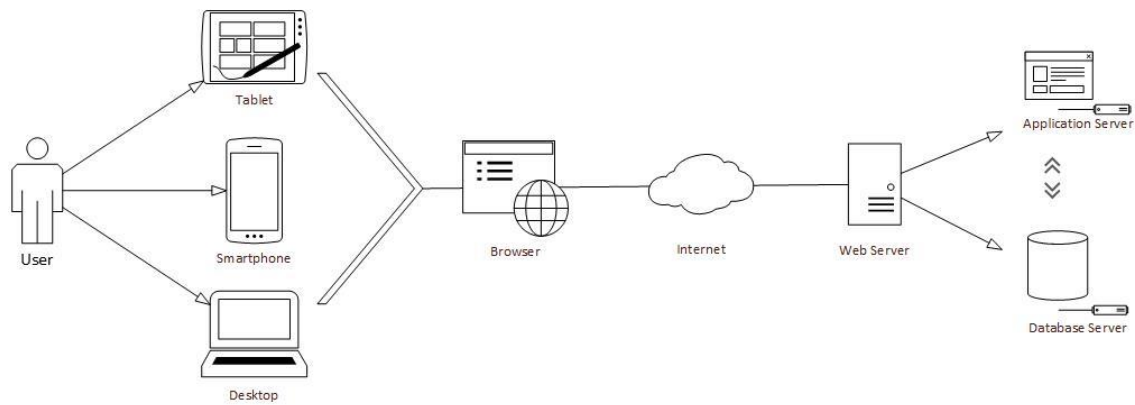 Tablet
User
Smartphone
Desktop
Browser
Internet
Web Server
Application Server
Database Server